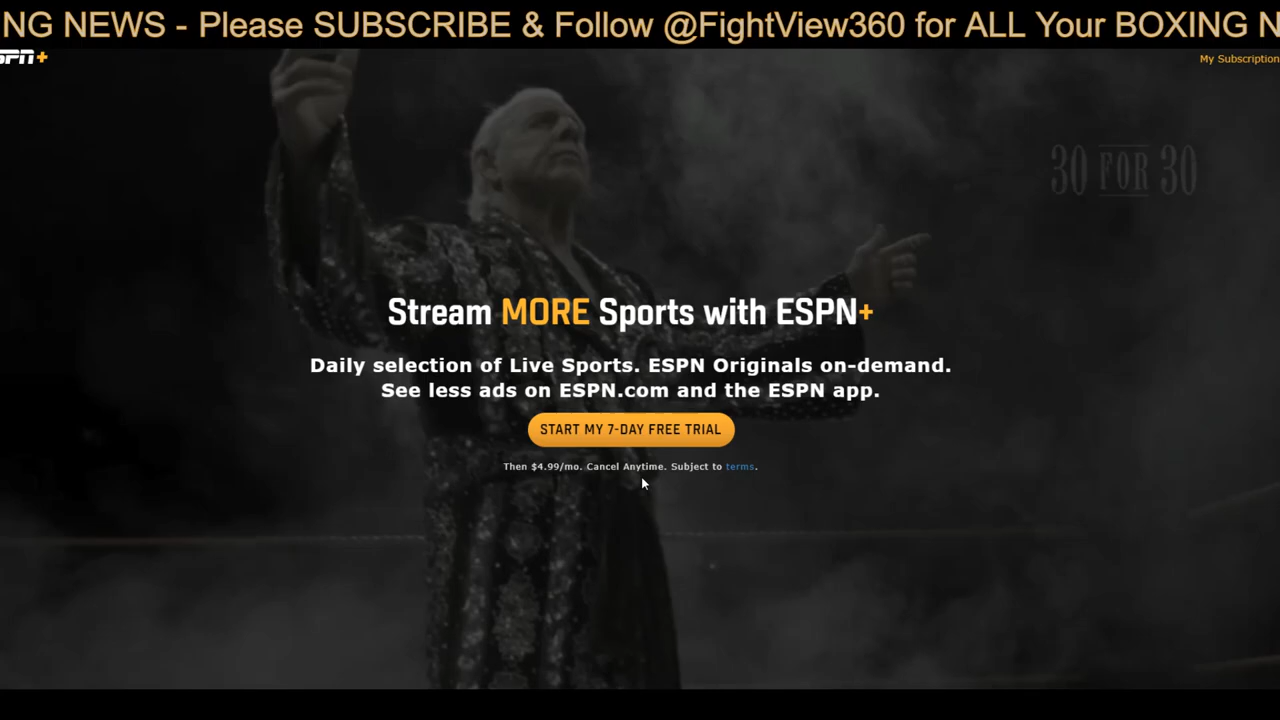 NG NEWS - Please SUBSCRIBE & Follow @FightView360 for ALL Your BOXING N
SPN+
My Subscription
30 FOR 30
Stream MORE Sports with ESPN+
Daily selection of Live Sports. ESPN Originals on-demand.
See less ads on ESPN.com and the ESPN app.
START MY 7-DAY FREE TRIAL
Then $4.99/mo. Cancel Anytime. Subject to terms.